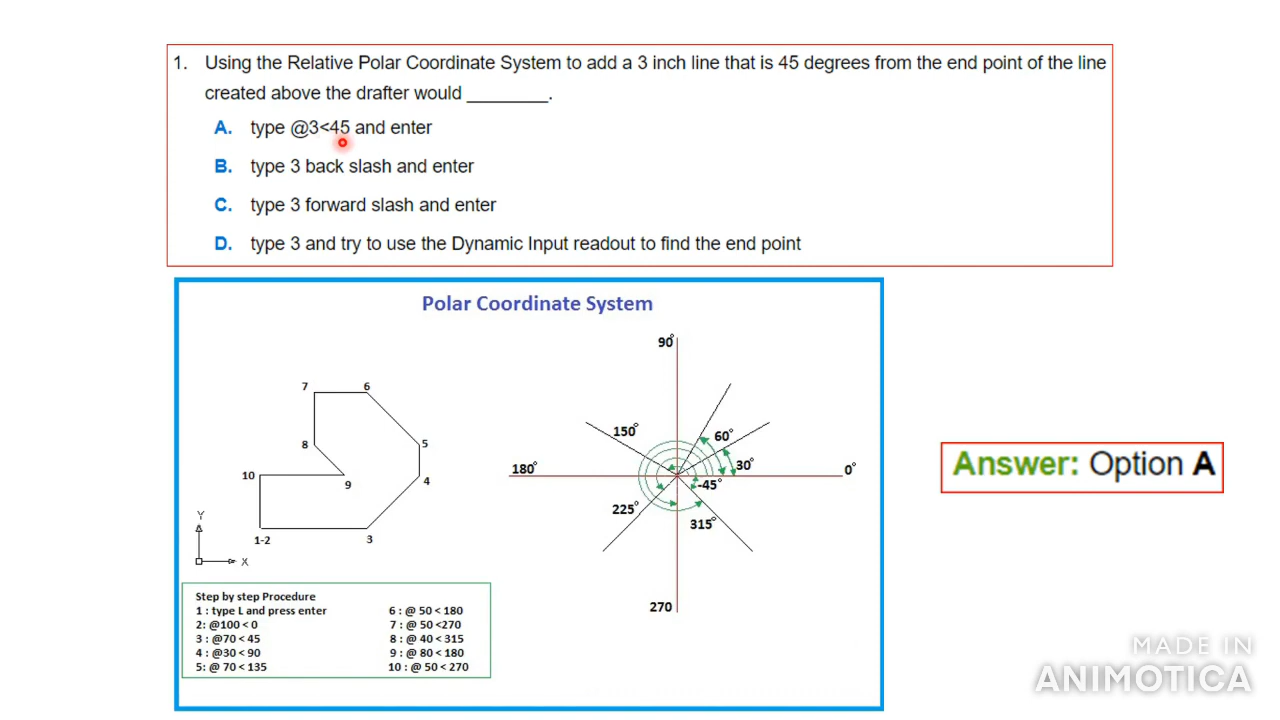 1. Using the Relative Polar Coordinate System to add a 3 inch line that is 45 degrees from the end point of the line
created above the drafter would ________.
A. type @3<45 and enter
B. type 3 back slash and enter
C. type 3 forward slash and enter
D. type 3 and try to use the Dynamic Input readout to find the end point
Polar Coordinate System
90°
7 6
150° 60°
8 5
180° 30° 0°
10 9 4
-45°
225° 315°
Y
1-2 3
X
270
Answer: Option A
Step by step Procedure
1 : type L and press enter
2: @100 < 0
3 : @70 < 45
4 : @30 < 90
5: @ 70 < 135
6 : @ 50 < 180
7 : @ 50 <270
8 : @ 40 < 315
9 : @ 80 < 180
10 : @ 50 < 270
MADE IN
ANIMOTICA